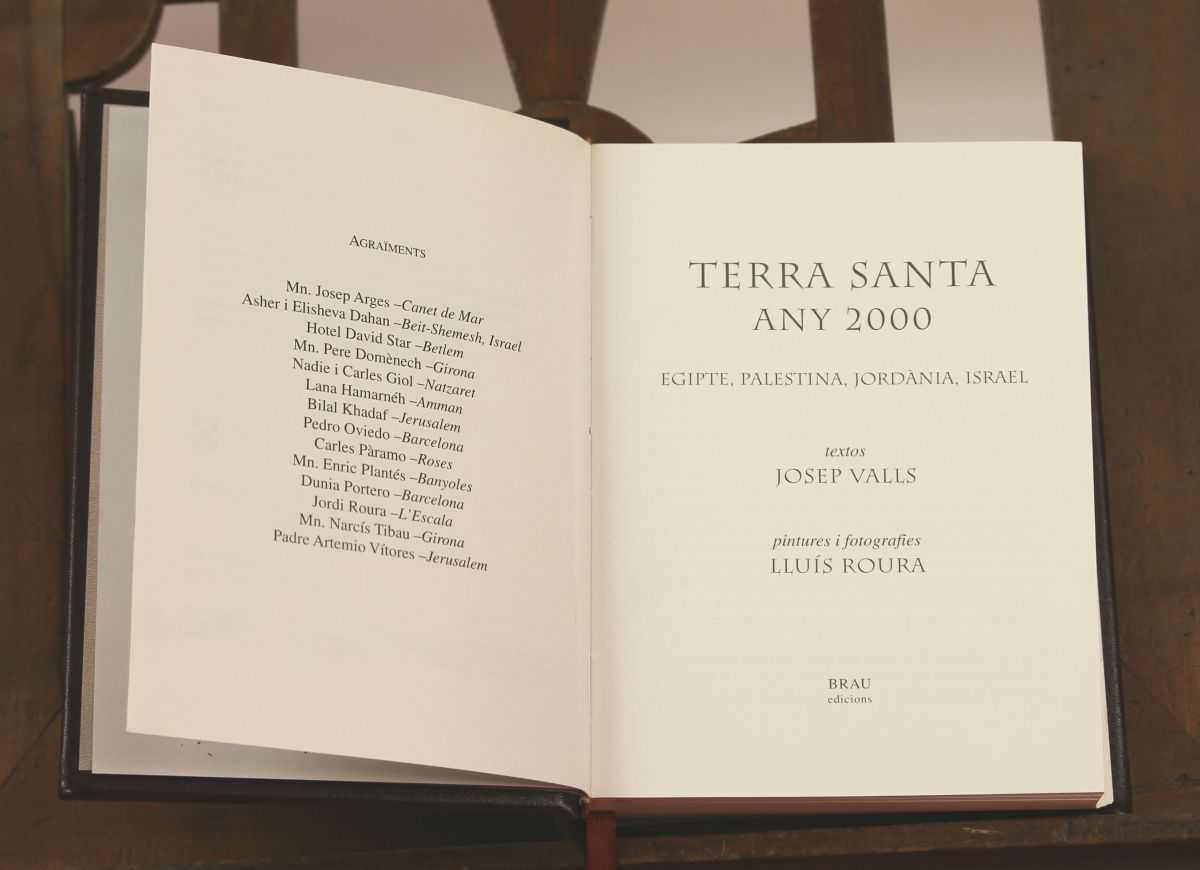 AGRAÏMENTS
Mn. Josep Arges –Canet de Mar
Asher i Elisheva Dahan –Beit-Shemesh, Israel
Hotel David Star –Betlem
Mn. Pere Domènech –Girona
Nadie i Carles Giol –Natzaret
Lana Hamarnéh –Amman
Bilal Khadaf –Jerusalem
Pedro Oviedo –Barcelona
Carles Pàramo –Roses
Mn. Enric Plantés –Banyoles
Dunia Portero –Barcelona
Jordi Roura –L'Escala
Mn. Narcís Tibau –Girona
Padre Artemio Vítores –Jerusalem
TERRA SANTA
ANY 2000
EGIPTE, PALESTINA, JORDÀNIA, ISRAEL
textos
JOSEP VALLS
pintures i fotografies
LLUÍS ROURA
BRAU
edicions